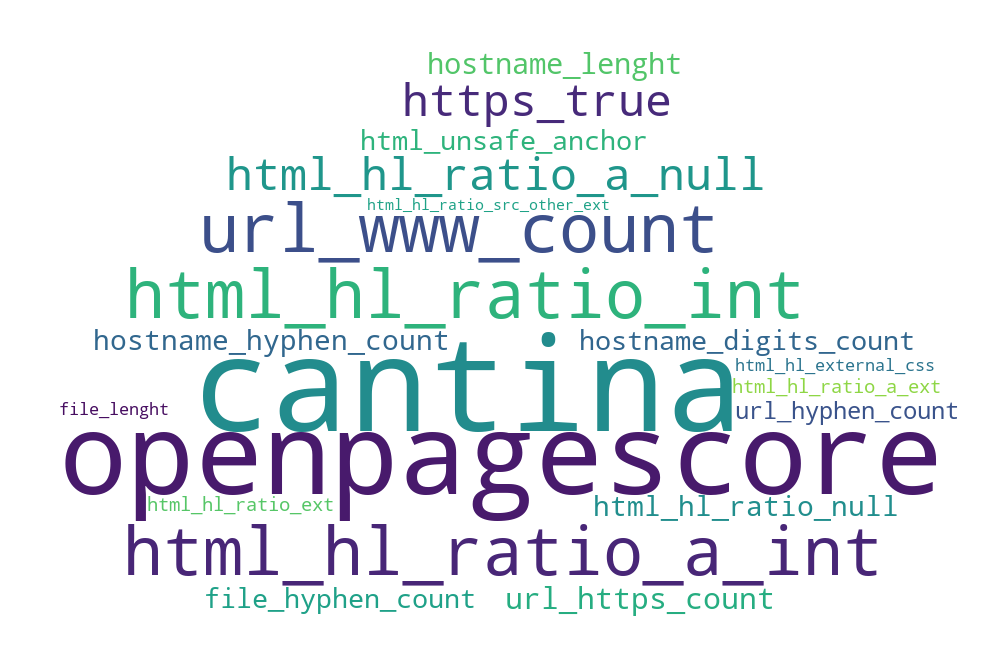 hostname_lenght
https_true
html_unsafe_anchor
html_hl_ratio_a_null
html_hl_ratio_src_other_ext
url_www_count
html_hl_ratio_int
hostname_hyphen_count
hostname_digits_count
cantina
html_hl_external_css
html_hl_ratio_a_ext
file_lenght
url_hyphen_count
openpagescore
html_hl_ratio_ext
html_hl_ratio_null
html_hl_ratio_a_int
file_hyphen_count
url_https_count